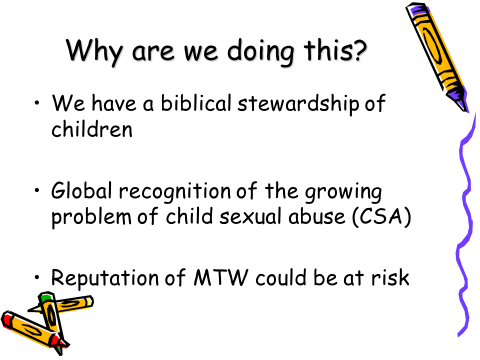 Why are we doing this?
• We have a biblical stewardship of
children
• Global recognition of the growing
problem of child sexual abuse (CSA)
• Reputation of MTW could be at risk